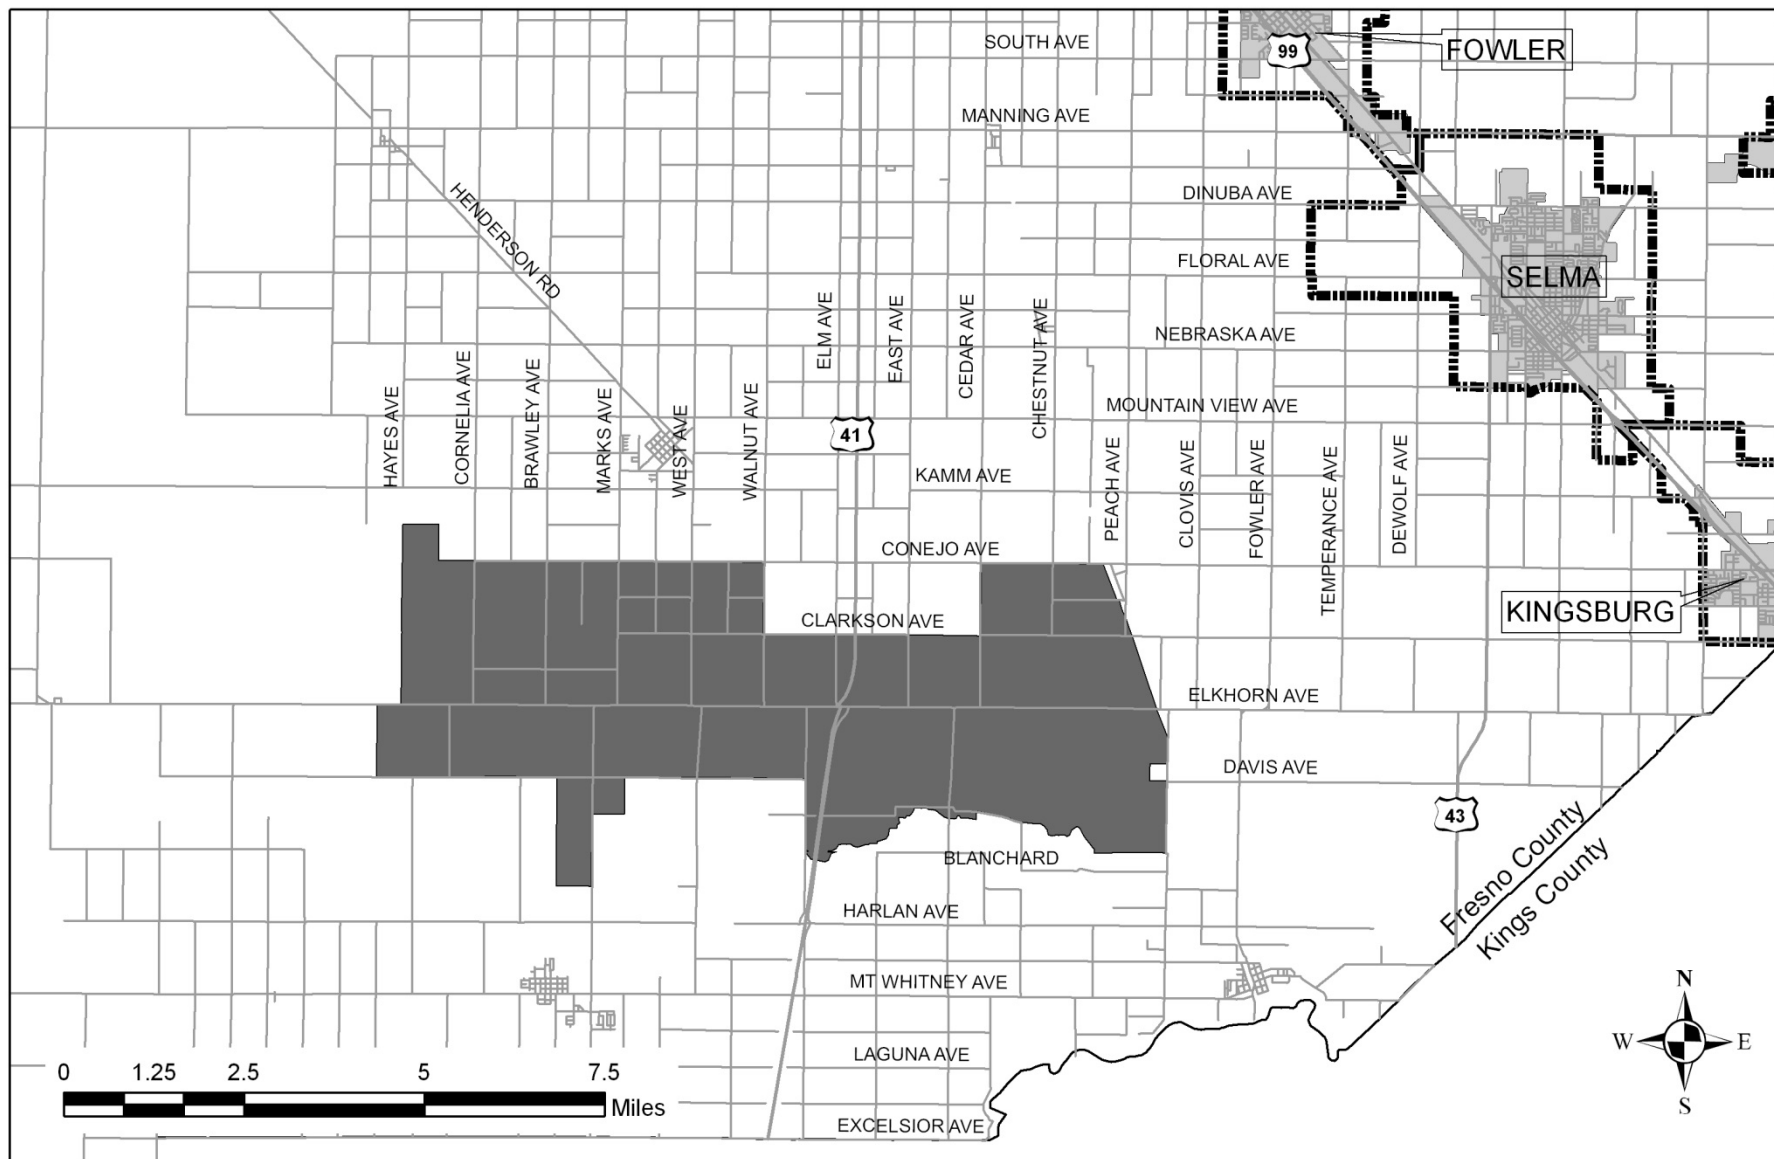 SOUTH AVE
99
FOWLER
MANNING AVE
HENDERSON RD
DINUBA AVE
FLORAL AVE
SELMA
NEBRASKA AVE
ELM AVE
EAST AVE
CEDAR AVE
CHESTNUT AVE
HAYES AVE
CORNELIA AVE
BRAWLEY AVE
MARKS AVE
WEST AVE
WALNUT AVE
41
MOUNTAIN VIEW AVE
KAMM AVE
PEACH AVE
CLOVIS AVE
FOWLER AVE
TEMPERANCE AVE
DEWOLF AVE
CONEJO AVE
CLARKSON AVE
KINGSBURG
ELKHORN AVE
DAVIS AVE
43
BLANCHARD
Fresno County
Kings County
HARLAN AVE
MT WHITNEY AVE
N
W E
S
LAGUNA AVE
0 1.25 2.5 5 7.5
Miles
EXCELSIOR AVE